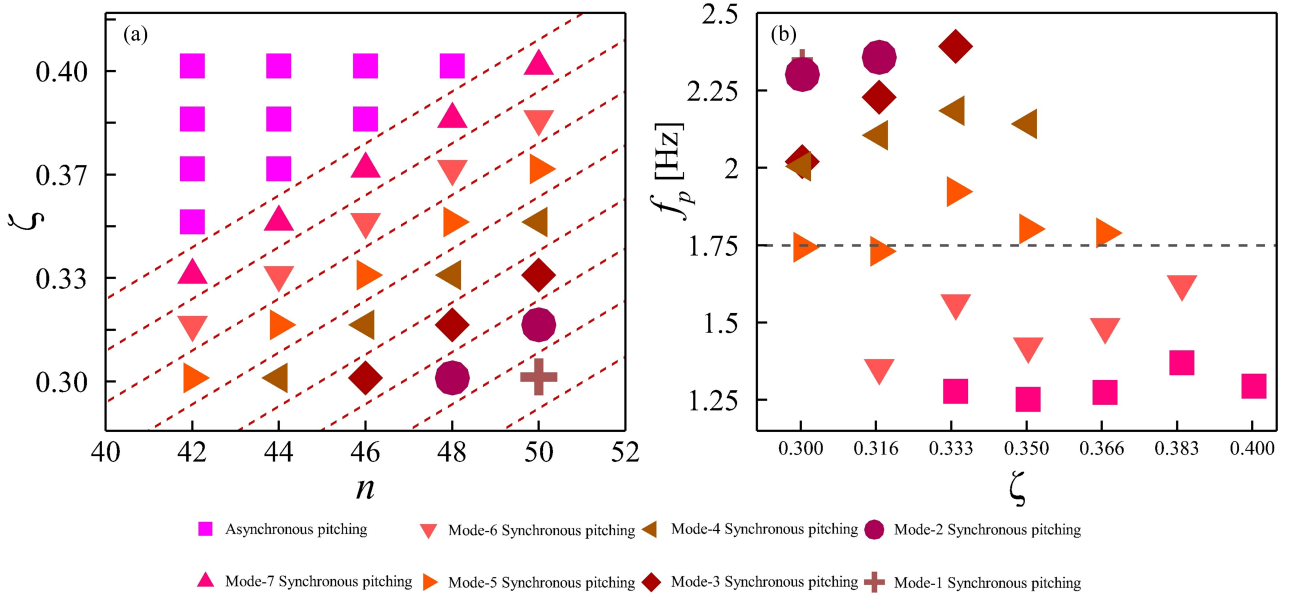 (a)
0.40
0.37
0.33
0.30
ζ
40 42 44 46 48 50 52
n
(b)
2.5
2.25
2
1.75
1.5
1.25
f_p [Hz]
0.300 0.316 0.333 0.350 0.366 0.383 0.400
ζ
Asynchronous pitching Mode-6 Synchronous pitching Mode-4 Synchronous pitching Mode-2 Synchronous pitching
Mode-7 Synchronous pitching Mode-5 Synchronous pitching Mode-3 Synchronous pitching Mode-1 Synchronous pitching